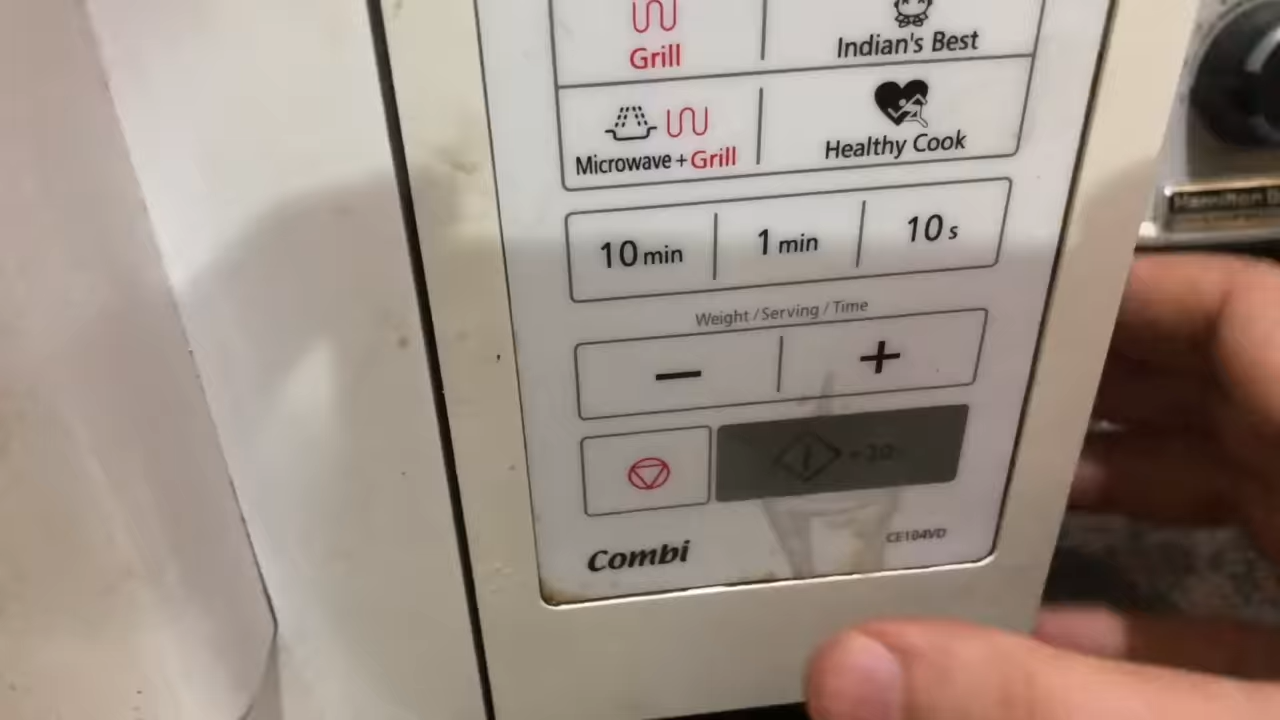 Grill
Indian's Best
Microwave + Grill
Healthy Cook
10 min
1 min
10 s
Weight / Serving / Time
−
+
Combi
CE104VD